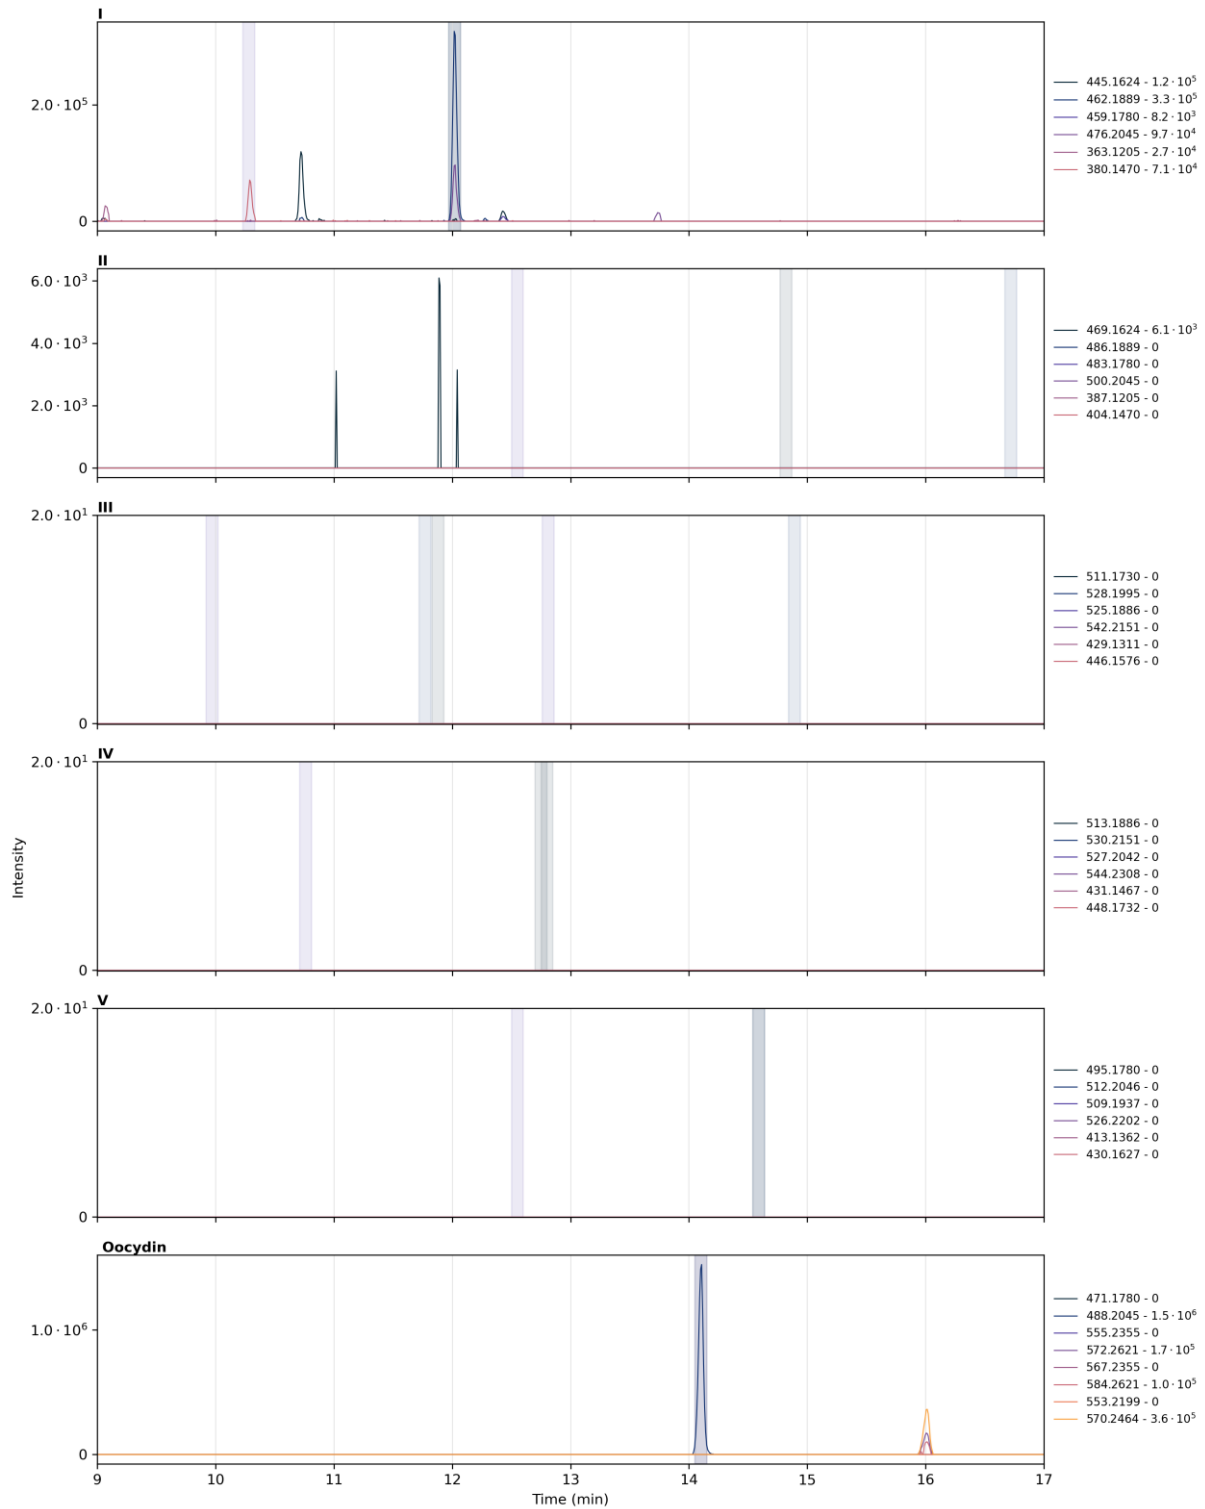 I
2.0 · 10⁵
0
445.1624 - 1.2 · 10⁵
462.1889 - 3.3 · 10⁵
459.1780 - 8.2 · 10³
476.2045 - 9.7 · 10⁴
363.1205 - 2.7 · 10⁴
380.1470 - 7.1 · 10⁴
II
6.0 · 10³
4.0 · 10³
2.0 · 10³
0
469.1624 - 6.1 · 10³
486.1889 - 0
483.1780 - 0
500.2045 - 0
387.1205 - 0
404.1470 - 0
III
2.0 · 10¹
0
511.1730 - 0
528.1995 - 0
525.1886 - 0
542.2151 - 0
429.1311 - 0
446.1576 - 0
IV
2.0 · 10¹
0
513.1886 - 0
530.2151 - 0
527.2042 - 0
544.2308 - 0
431.1467 - 0
448.1732 - 0
Intensity
V
2.0 · 10¹
0
495.1780 - 0
512.2046 - 0
509.1937 - 0
526.2202 - 0
413.1362 - 0
430.1627 - 0
Oocydin
1.0 · 10⁶
0
471.1780 - 0
488.2045 - 1.5 · 10⁶
555.2355 - 0
572.2621 - 1.7 · 10⁵
567.2355 - 0
584.2621 - 1.0 · 10⁵
553.2199 - 0
570.2464 - 3.6 · 10⁵
9 10 11 12 13 14 15 16 17
Time (min)